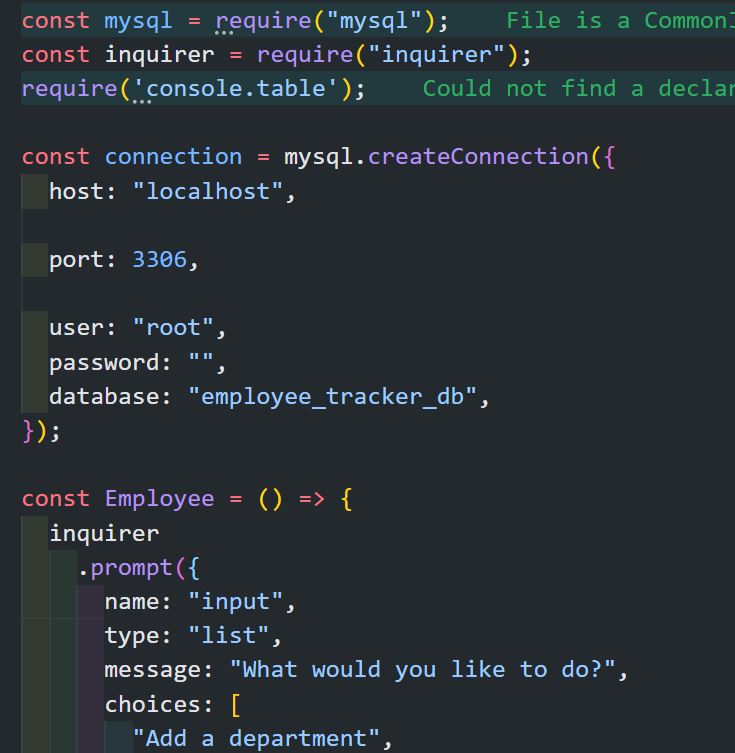 const mysql = require("mysql");    File is a Common
const inquirer = require("inquirer");
require('console.table');    Could not find a declar
const connection = mysql.createConnection({
host: "localhost",
port: 3306,
user: "root",
password: "",
database: "employee_tracker_db",
});
const Employee = () => {
inquirer
.prompt({
name: "input",
type: "list",
message: "What would you like to do?",
choices: [
"Add a department",